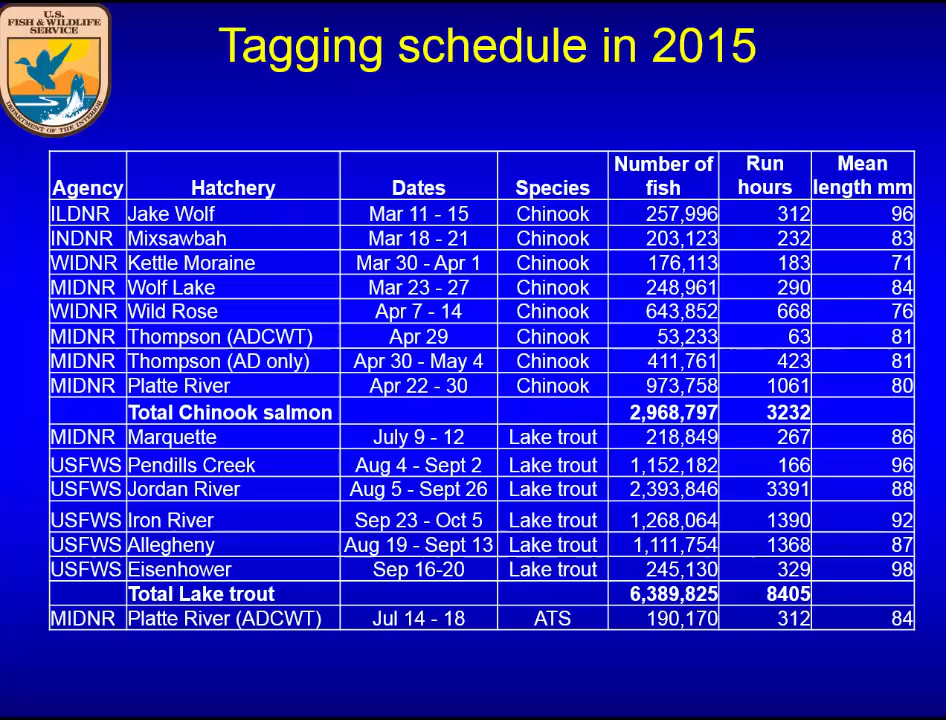 U.S.
FISH & WILDLIFE
SERVICE
DEPARTMENT OF THE INTERIOR
Tagging schedule in 2015
Agency Hatchery Dates Species Number of fish Run hours Mean length mm
ILDNR Jake Wolf Mar 11 - 15 Chinook 257,996 312 96
INDNR Mixsawbah Mar 18 - 21 Chinook 203,123 232 83
WIDNR Kettle Moraine Mar 30 - Apr 1 Chinook 176,113 183 71
MIDNR Wolf Lake Mar 23 - 27 Chinook 248,961 290 84
WIDNR Wild Rose Apr 7 - 14 Chinook 643,852 668 76
MIDNR Thompson (ADCWT) Apr 29 Chinook 53,233 63 81
MIDNR Thompson (AD only) Apr 30 - May 4 Chinook 411,761 423 81
MIDNR Platte River Apr 22 - 30 Chinook 973,758 1061 80
Total Chinook salmon 2,968,797 3232
MIDNR Marquette July 9 - 12 Lake trout 218,849 267 86
USFWS Pendills Creek Aug 4 - Sept 2 Lake trout 1,152,182 166 96
USFWS Jordan River Aug 5 - Sept 26 Lake trout 2,393,846 3391 88
USFWS Iron River Sep 23 - Oct 5 Lake trout 1,268,064 1390 92
USFWS Allegheny Aug 19 - Sept 13 Lake trout 1,111,754 1368 87
USFWS Eisenhower Sep 16-20 Lake trout 245,130 329 98
Total Lake trout 6,389,825 8405
MIDNR Platte River (ADCWT) Jul 14 - 18 ATS 190,170 312 84